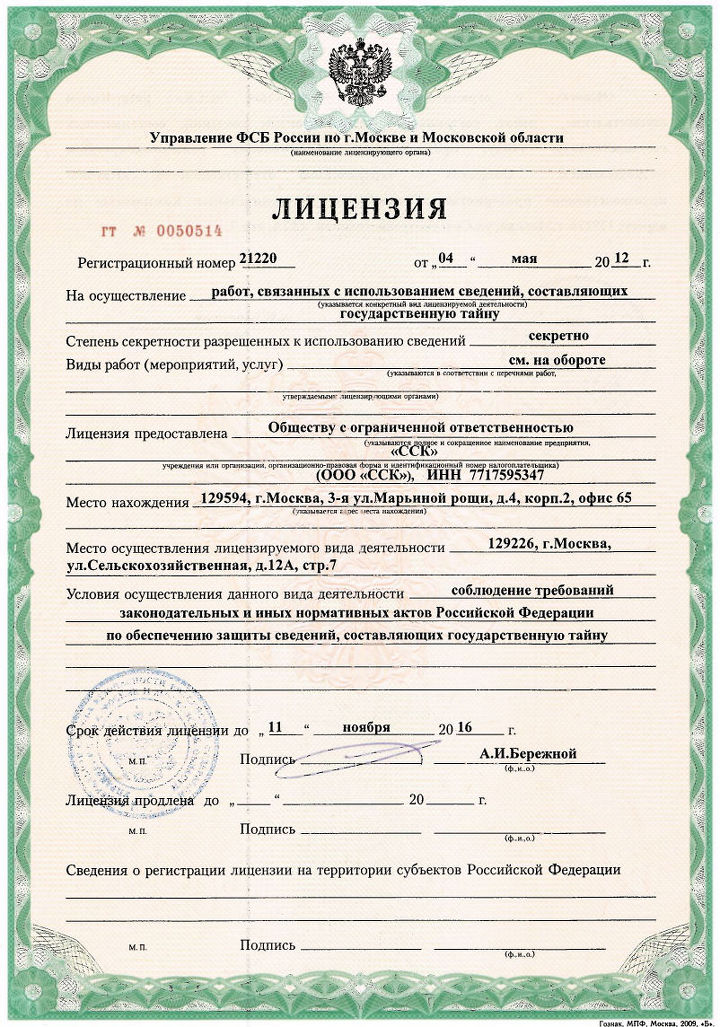 Управление ФСБ России по г.Москве и Московской области
(наименование лицензирующего органа)
ЛИЦЕНЗИЯ
ГТ № 0050514
Регистрационный номер 21220 от „04“ мая 2012 г.
На осуществление работ, связанных с использованием сведений, составляющих
(указывается конкретный вид лицензируемой деятельности)
государственную тайну
Степень секретности разрешенных к использованию сведений секретно
Виды работ (мероприятий, услуг) см. на обороте
(указываются в соответствии с перечнями работ,
утверждаемыми лицензирующими органами)
Лицензия предоставлена Обществу с ограниченной ответственностью
(указываются полное и сокращенное наименование предприятия,
«ССК»
учреждения или организации, организационно-правовая форма и идентификационный номер налогоплательщика)
(ООО «ССК»), ИНН 7717595347
Место нахождения 129594, г.Москва, 3-я ул.Марьиной рощи, д.4, корп.2, офис 65
(указывается адрес места нахождения)
Место осуществления лицензируемого вида деятельности 129226, г.Москва,
ул.Сельскохозяйственная, д.12А, стр.7
Условия осуществления данного вида деятельности соблюдение требований
законодательных и иных нормативных актов Российской Федерации
по обеспечению защиты сведений, составляющих государственную тайну
Срок действия лицензии до „11“ ноября 2016 г.
м.п. Подпись А.И.Бережной
(ф.и.о.)
Лицензия продлена до „ “ 20 г.
м.п. Подпись
(ф.и.о.)
Сведения о регистрации лицензии на территории субъектов Российской Федерации
м.п. Подпись
(ф.и.о.)
Гознак, МПФ, Москва, 2009, «Б».